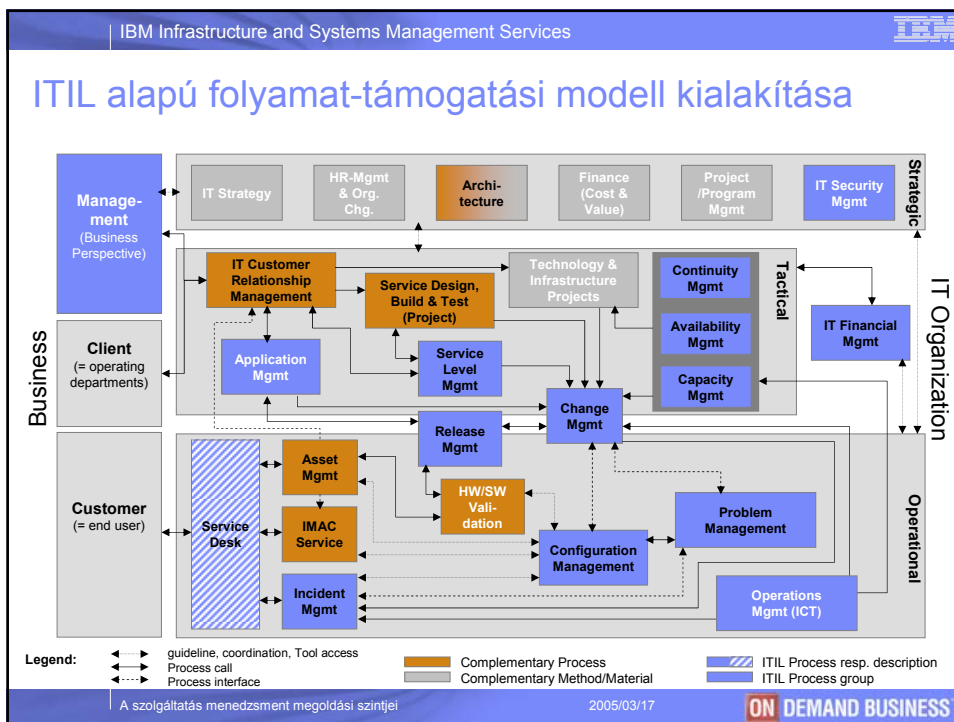 IBM Infrastructure and Systems Management Services
IBM
ITIL alapú folyamat-támogatási modell kialakítása
Business
Manage-
ment
(Business
Perspective)
Client
(= operating
departments)
Customer
(= end user)
IT Strategy
HR-Mgmt
& Org.
Chg.
Archi-
tecture
Finance
(Cost &
Value)
Project
/Program
Mgmt
IT Security
Mgmt
Strategic
IT Customer
Relationship
Management
Service Design,
Build & Test
(Project)
Technology &
Infrastructure
Projects
Continuity
Mgmt
Availability
Mgmt
Capacity
Mgmt
Tactical
Application
Mgmt
Service
Level
Mgmt
IT Financial
Mgmt
IT Organization
Change
Mgmt
Release
Mgmt
Service
Desk
Asset
Mgmt
IMAC
Service
Incident
Mgmt
HW/SW
Vali-
dation
Configuration
Management
Problem
Management
Operations
Mgmt (ICT)
Operational
Legend:
guideline, coordination, Tool access
Process call
Process interface
Complementary Process
Complementary Method/Material
ITIL Process resp. description
ITIL Process group
A szolgáltatás menedzsment megoldási szintjei
2005/03/17
ON DEMAND BUSINESS